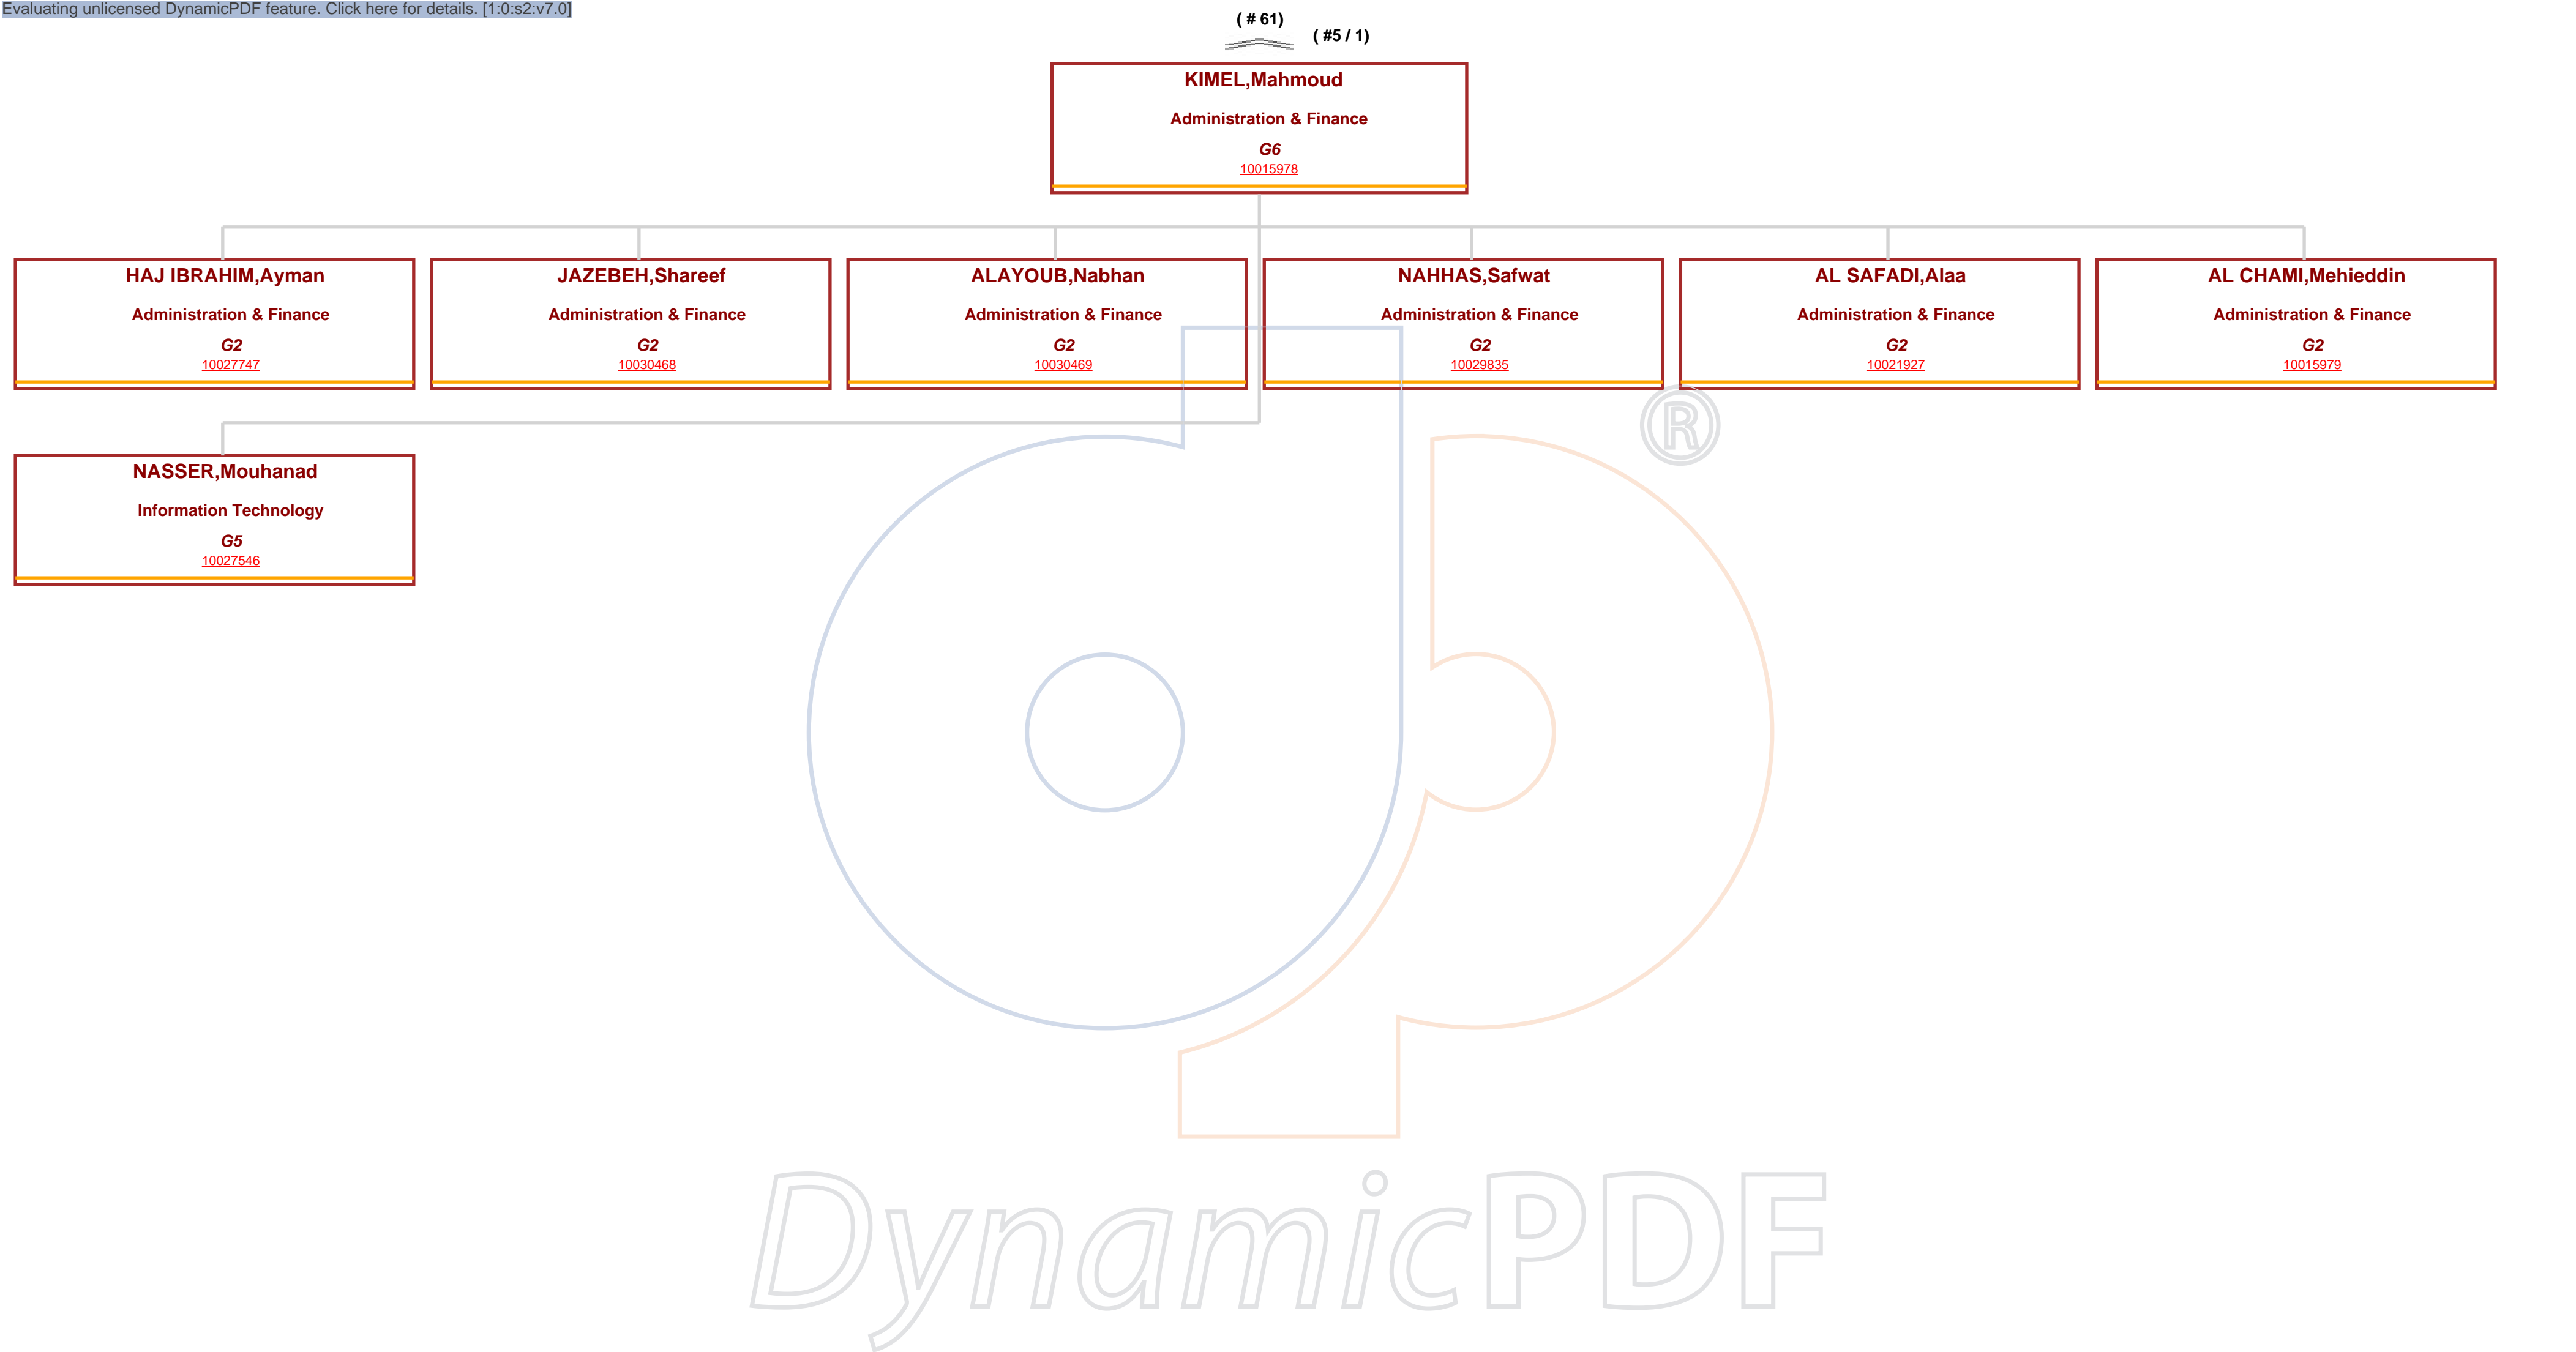 Evaluating unlicensed DynamicPDF feature. Click here for details. [1:0:s2:v7.0]
( # 61)
( #5 / 1)
KIMEL,Mahmoud
Administration & Finance
G6
10015978
HAJ IBRAHIM,Ayman
Administration & Finance
G2
10027747
JAZEBEH,Shareef
Administration & Finance
G2
10030468
ALAYOUB,Nabhan
Administration & Finance
G2
10030469
NAHHAS,Safwat
Administration & Finance
G2
10029835
AL SAFADI,Alaa
Administration & Finance
G2
10021927
AL CHAMI,Mehieddin
Administration & Finance
G2
10015979
NASSER,Mouhanad
Information Technology
G5
10027546
®
DynamicPDF